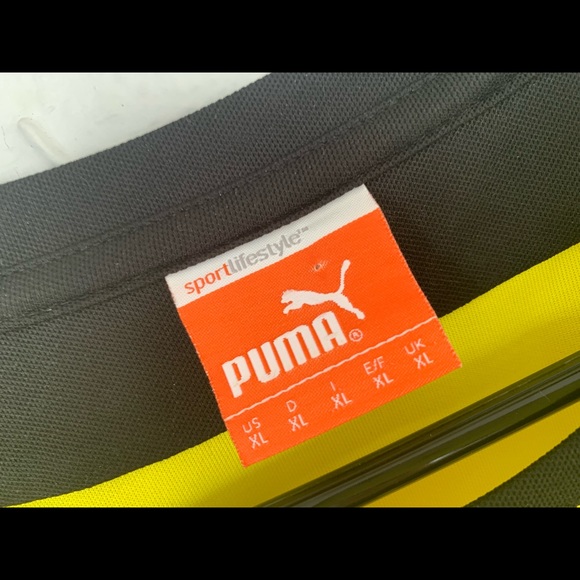 sportlifestyle™
PUMA®
US D I E/F UK
XL XL XL XL XL